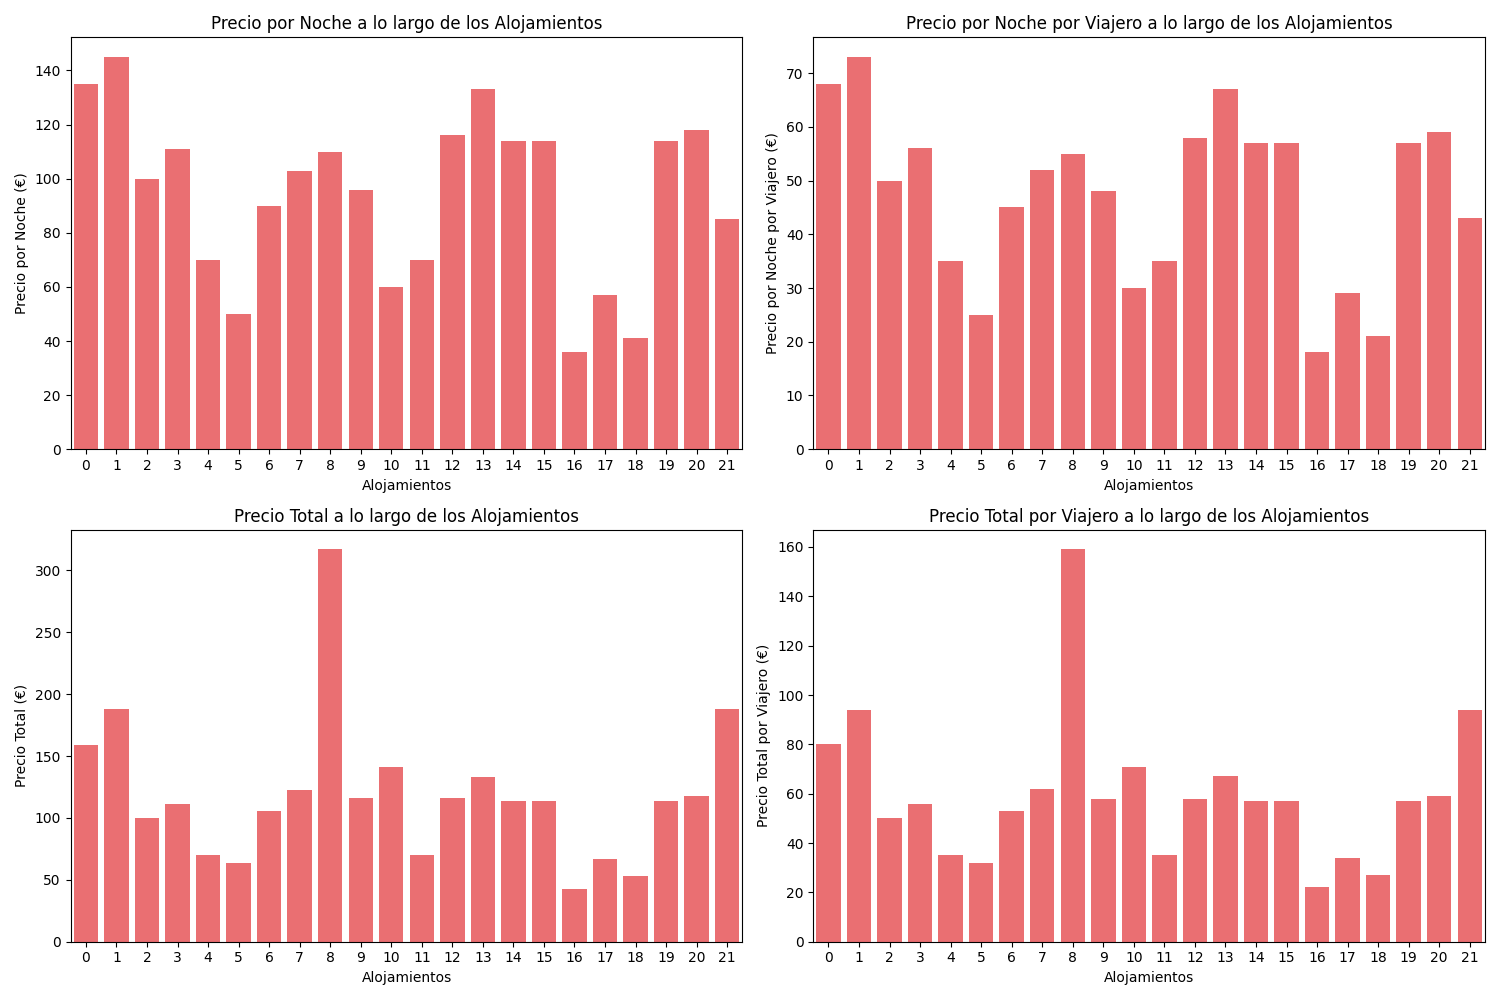 Precio por Noche a lo largo de los Alojamientos
Precio por Noche (€)
140
120
100
80
60
40
20
0
0 1 2 3 4 5 6 7 8 9 10 11 12 13 14 15 16 17 18 19 20 21
Alojamientos
Precio por Noche por Viajero a lo largo de los Alojamientos
Precio por Noche por Viajero (€)
70
60
50
40
30
20
10
0
0 1 2 3 4 5 6 7 8 9 10 11 12 13 14 15 16 17 18 19 20 21
Alojamientos
Precio Total a lo largo de los Alojamientos
Precio Total (€)
300
250
200
150
100
50
0
0 1 2 3 4 5 6 7 8 9 10 11 12 13 14 15 16 17 18 19 20 21
Alojamientos
Precio Total por Viajero a lo largo de los Alojamientos
Precio Total por Viajero (€)
160
140
120
100
80
60
40
20
0
0 1 2 3 4 5 6 7 8 9 10 11 12 13 14 15 16 17 18 19 20 21
Alojamientos